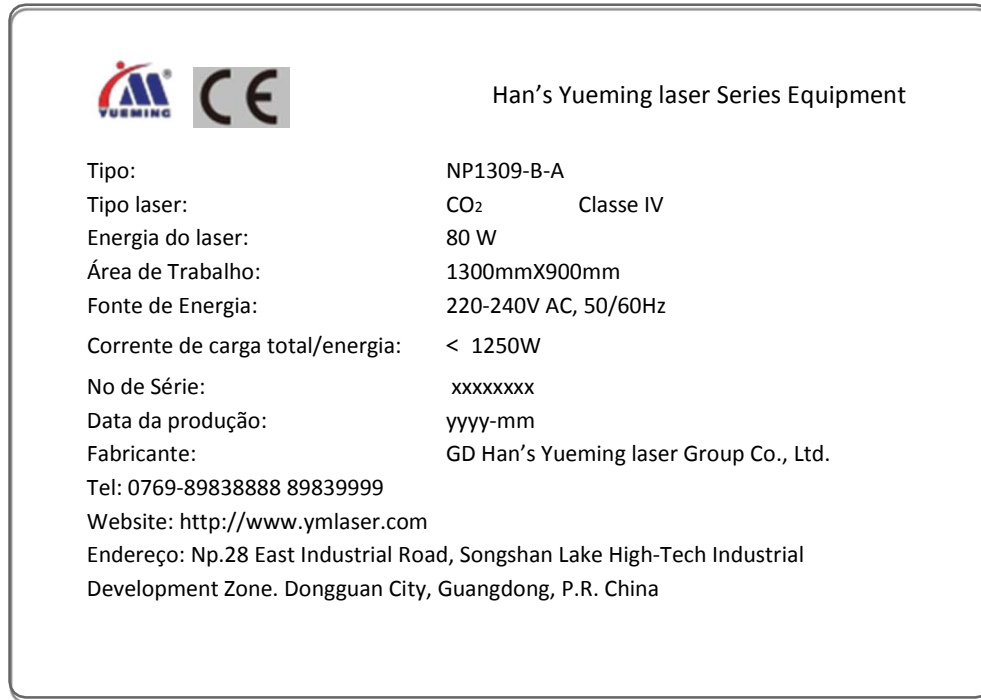 YUEMING® CE Han’s Yueming laser Series Equipment
Tipo: NP1309-B-A
Tipo laser: CO₂ Classe IV
Energia do laser: 80 W
Área de Trabalho: 1300mmX900mm
Fonte de Energia: 220-240V AC, 50/60Hz
Corrente de carga total/energia: < 1250W
No de Série: xxxxxxxx
Data da produção: yyyy-mm
Fabricante: GD Han’s Yueming laser Group Co., Ltd.
Tel: 0769-89838888 89839999
Website: http://www.ymlaser.com
Endereço: Np.28 East Industrial Road, Songshan Lake High-Tech Industrial
Development Zone. Dongguan City, Guangdong, P.R. China